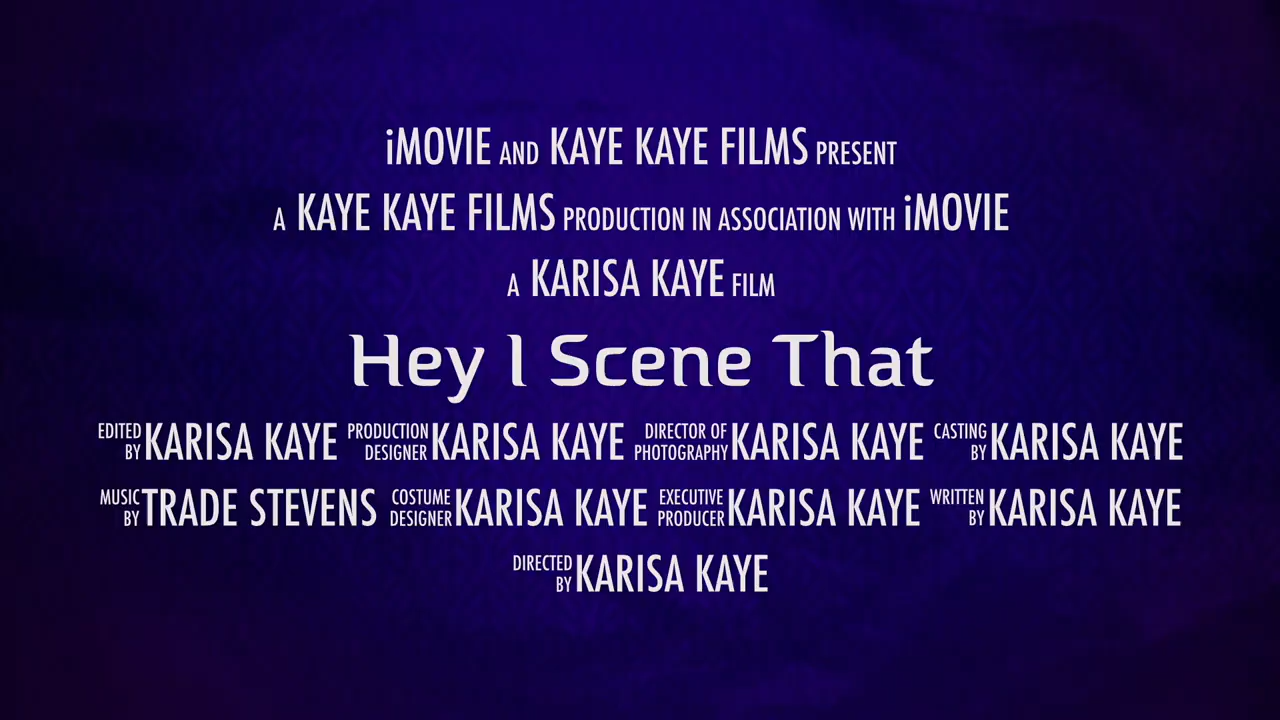 iMOVIE AND KAYE KAYE FILMS PRESENT
A KAYE KAYE FILMS PRODUCTION IN ASSOCIATION WITH iMOVIE
A KARISA KAYE FILM
Hey I Scene That
EDITED BY KARISA KAYE PRODUCTION DESIGNER KARISA KAYE DIRECTOR OF PHOTOGRAPHY KARISA KAYE CASTING BY KARISA KAYE
MUSIC BY TRADE STEVENS COSTUME DESIGNER KARISA KAYE EXECUTIVE PRODUCER KARISA KAYE WRITTEN BY KARISA KAYE
DIRECTED BY KARISA KAYE